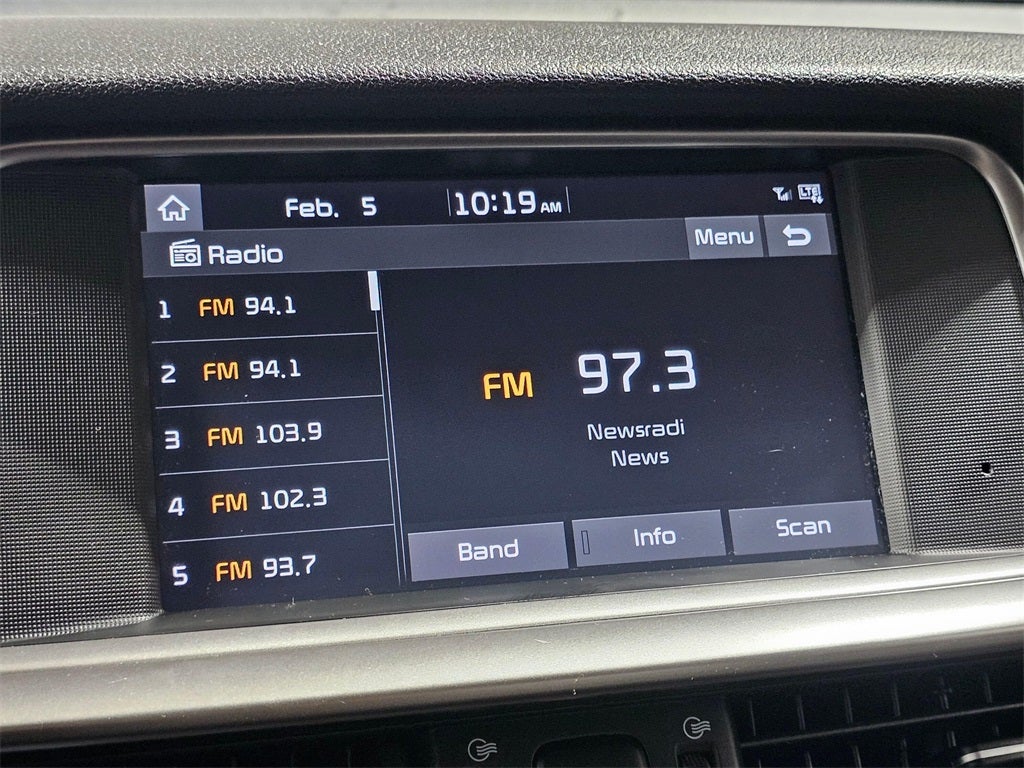 Feb. 5 10:19 AM LTE
Radio Menu
1 FM 94.1
2 FM 94.1
3 FM 103.9
4 FM 102.3
5 FM 93.7
FM 97.3
Newsradi
News
Band Info Scan